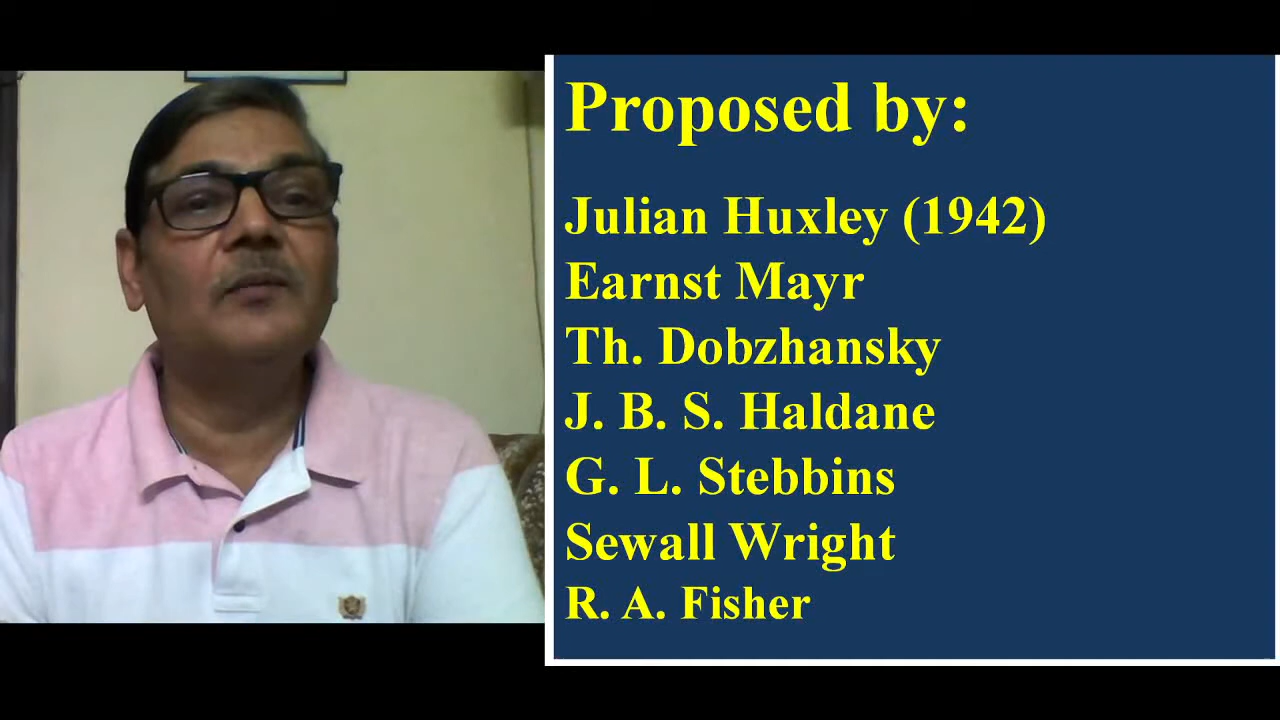 Proposed by:
Julian Huxley (1942)
Earnst Mayr
Th. Dobzhansky
J. B. S. Haldane
G. L. Stebbins
Sewall Wright
R. A. Fisher